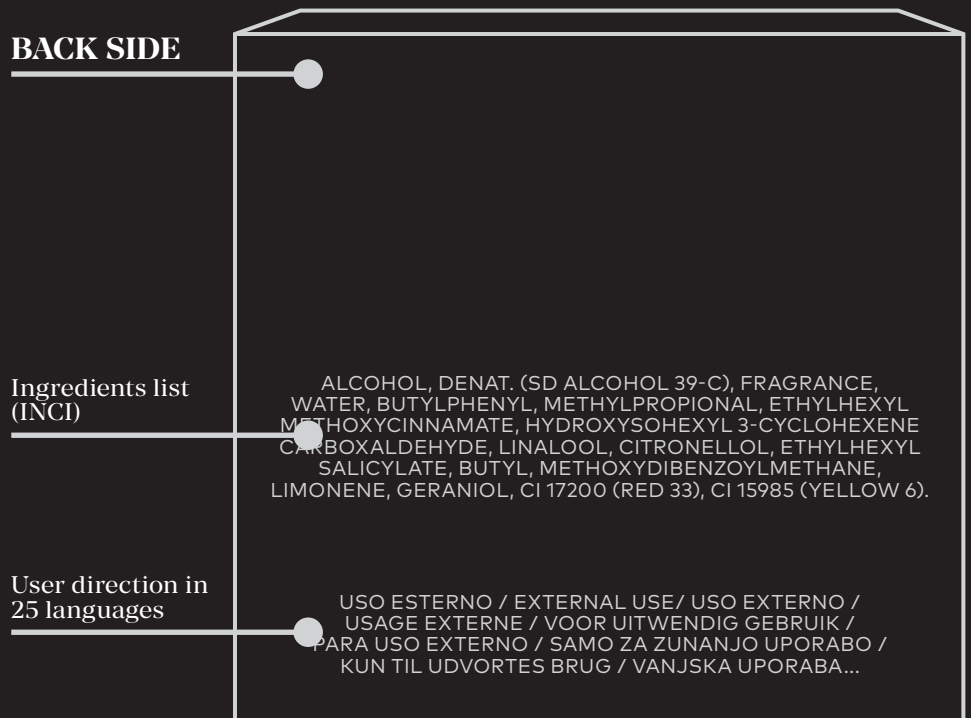 BACK SIDE
Ingredients list
(INCI)
ALCOHOL, DENAT. (SD ALCOHOL 39-C), FRAGRANCE,
WATER, BUTYLPHENYL, METHYLPROPIONAL, ETHYLHEXYL
METHOXYCINNAMATE, HYDROXYSOHEXYL 3-CYCLOHEXENE
CARBOXALDEHYDE, LINALOOL, CITRONELLOL, ETHYLHEXYL
SALICYLATE, BUTYL, METHOXYDIBENZOYLMETHANE,
LIMONENE, GERANIOL, CI 17200 (RED 33), CI 15985 (YELLOW 6).
User direction in
25 languages
USO ESTERNO / EXTERNAL USE/ USO EXTERNO /
USAGE EXTERNE / VOOR UITWENDIG GEBRUIK /
PARA USO EXTERNO / SAMO ZA ZUNANJO UPORABO /
KUN TIL UDVORTES BRUG / VANJSKA UPORABA...